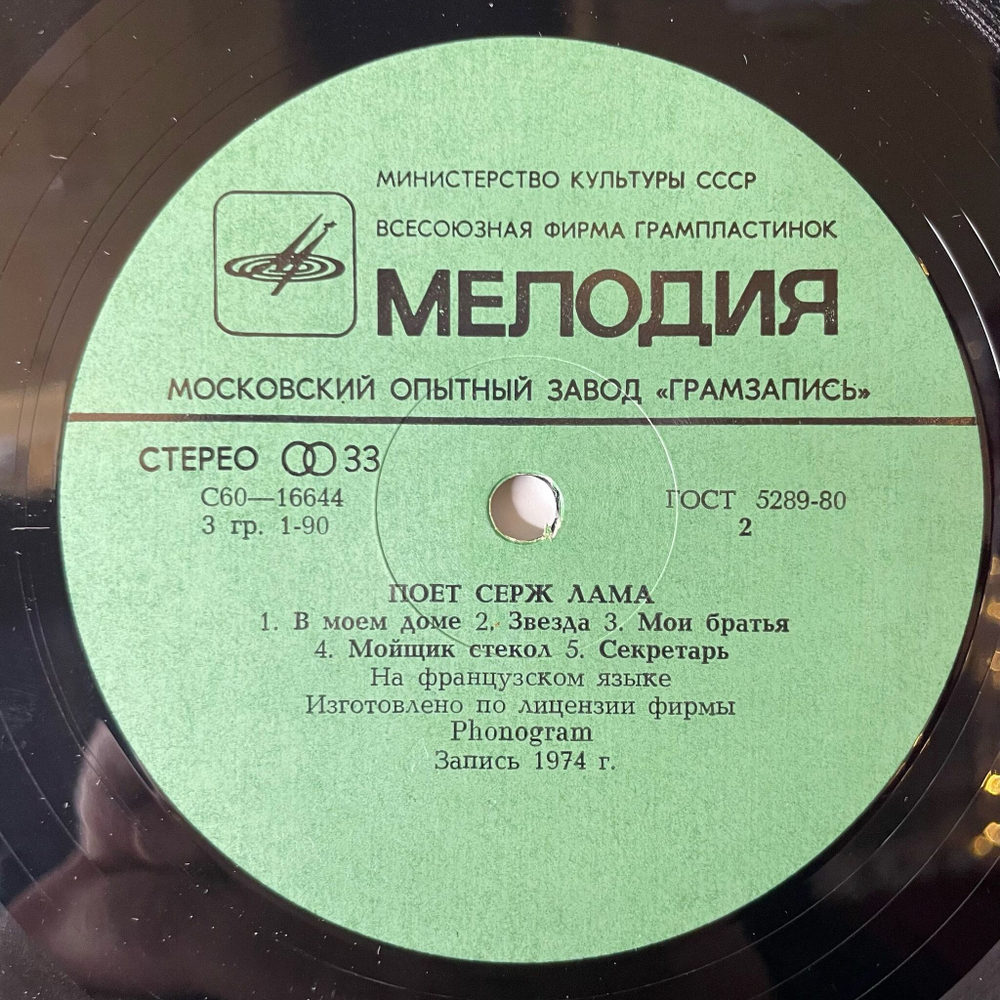 МИНИСТЕРСТВО КУЛЬТУРЫ СССР
ВСЕСОЮЗНАЯ ФИРМА ГРАМПЛАСТИНОК
МЕЛОДИЯ
МОСКОВСКИЙ ОПЫТНЫЙ ЗАВОД «ГРАМЗАПИСЬ»
СТЕРЕО 33
С60—16644
3 гр. 1-90
ГОСТ 5289-80
2
ПОЕТ СЕРЖ ЛАМА
1. В моем доме 2. Звезда 3. Мои братья
4. Мойщик стекол 5. Секретарь
На французском языке
Изготовлено по лицензии фирмы
Phonogram
Запись 1974 г.